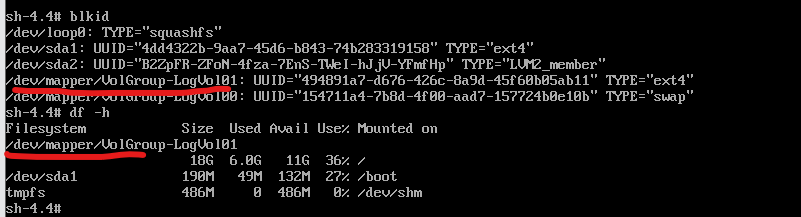 sh-4.4# blkid
/dev/loop0: TYPE="squashfs"
/dev/sda1: UUID="4dd4322b-9aa7-45d6-b843-74b283319158" TYPE="ext4"
/dev/sda2: UUID="B2ZpFR-ZFoN-4fza-7EnS-TWeI-hJjV-YFmfHp" TYPE="LVM2_member"
/dev/mapper/VolGroup-LogVol01: UUID="494891a7-d676-426c-8a9d-45f60b05ab11" TYPE="ext4"
/dev/mapper/VolGroup-LogVol00: UUID="154711a4-7b8d-4f00-aad7-157724b0e10b" TYPE="swap"
sh-4.4# df -h
Filesystem Size Used Avail Use% Mounted on
/dev/mapper/VolGroup-LogVol01
18G 6.0G 11G 36% /
/dev/sda1 190M 49M 132M 27% /boot
tmpfs 486M 0 486M 0% /dev/shm
sh-4.4#